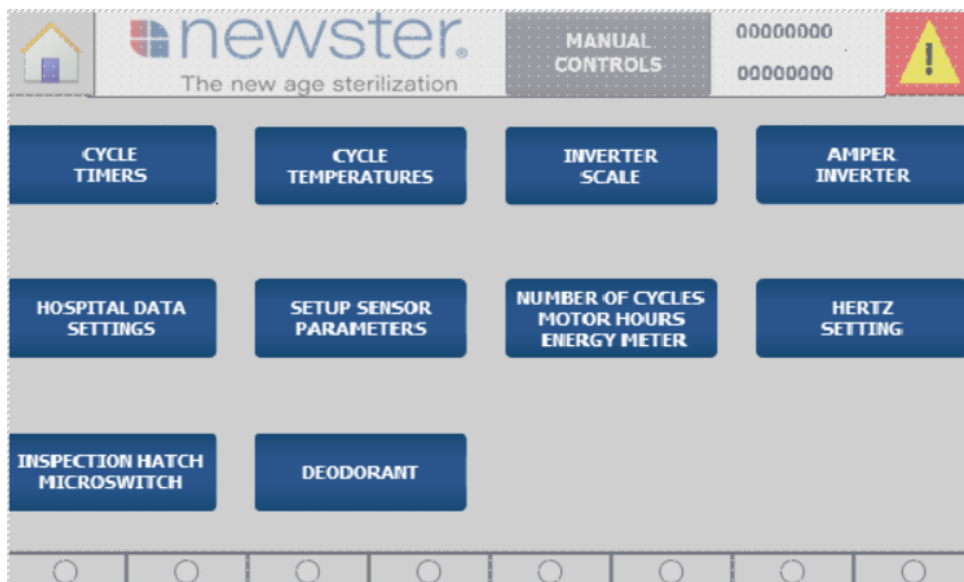 newster®
The new age sterilization
MANUAL
CONTROLS
00000000
00000000
CYCLE
TIMERS
CYCLE
TEMPERATURES
INVERTER
SCALE
AMPER
INVERTER
HOSPITAL DATA
SETTINGS
SETUP SENSOR
PARAMETERS
NUMBER OF CYCLES
MOTOR HOURS
ENERGY METER
HERTZ
SETTING
INSPECTION HATCH
MICROSWITCH
DEODORANT